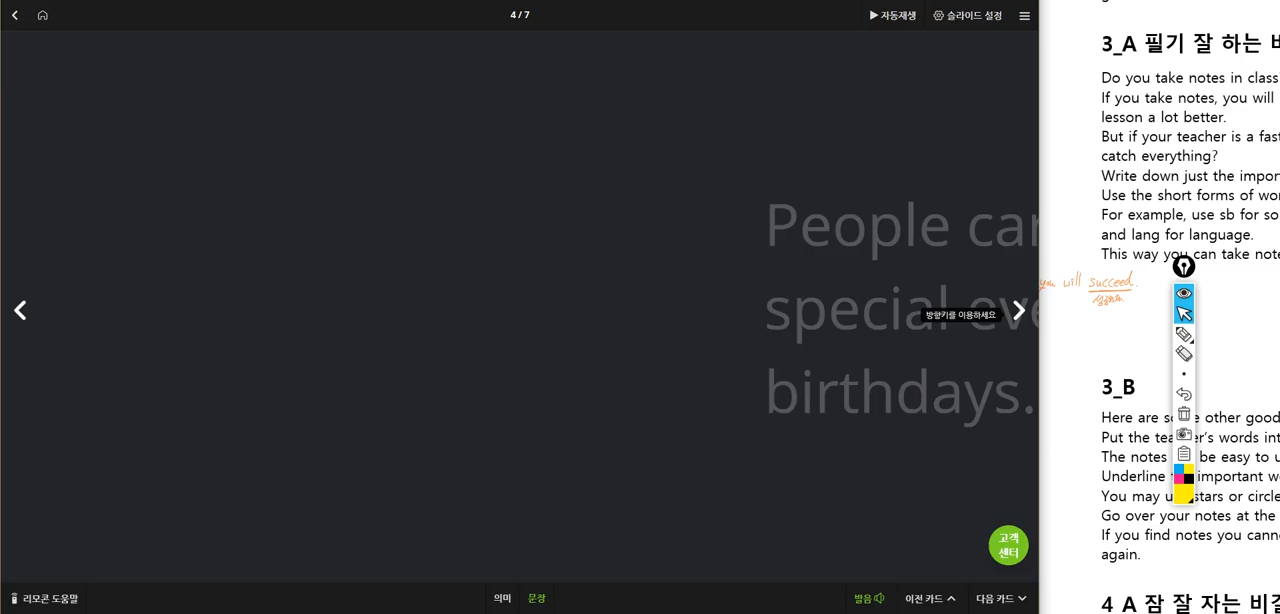 4 / 7
자동재생
슬라이드 설정
People can
special eve
birthdays.
방향키를 이용하세요
고객
센터
리모콘 도움말
의미
문장
발음
이전 카드
다음 카드
3_A 필기 잘 하는 비
Do you take notes in class
If you take notes, you will
lesson a lot better.
But if your teacher is a fast
catch everything?
Write down just the impor
Use the short forms of wor
For example, use sb for so
and lang for language.
This way you can take note
you will succeed.
3_B
Here are some other good
Put the teacher's words int
The notes be easy to u
Underline important w
You may u stars or circle
Go over your notes at the
If you find notes you canno
again.
4_A 잠 잘 자는 비결